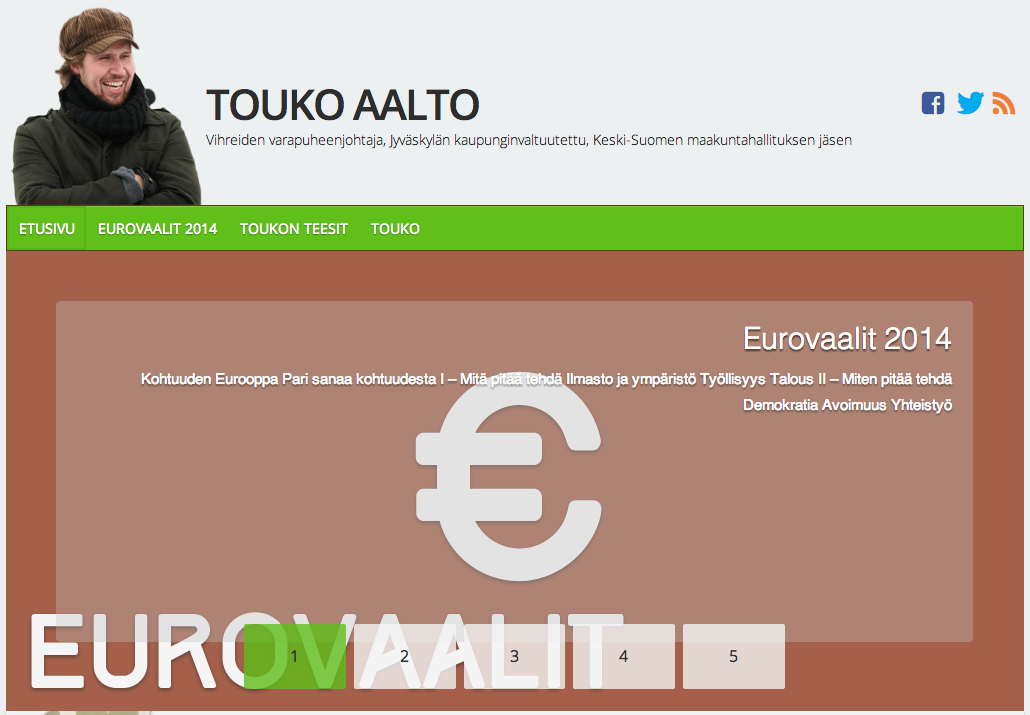 TOUKO AALTO
Vihreiden varapuheenjohtaja, Jyväskylän kaupunginvaltuutettu, Keski-Suomen maakuntahallituksen jäsen
ETUSIVU EUROVAALIT 2014 TOUKON TEESIT TOUKO
Eurovaalit 2014
Kohtuuden Eurooppa Pari sanaa kohtuudesta I – Mitä pitää tehdä Ilmasto ja ympäristö Työllisyys Talous II – Miten pitää tehdä
Demokratia Avoimuus Yhteistyö
€
EUROVAALIT
1 2 3 4 5